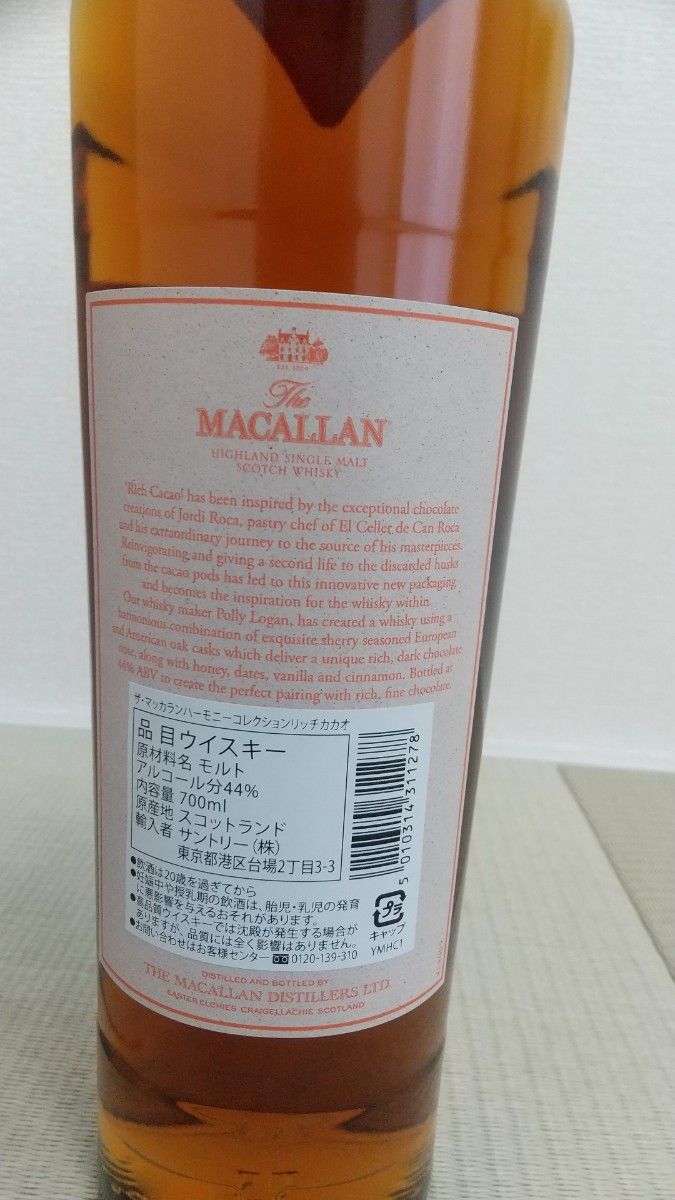 EST. 1824
The
MACALLAN
HIGHLAND SINGLE MALT
SCOTCH WHISKY
'Rich Cacao' has been inspired by the exceptional chocolate
creations of Jordi Roca, pastry chef of El Celler de Can Roca
and his extraordinary journey to the source of his masterpieces.
Reinvigorating and giving a second life to the discarded husks
from the cacao pods has led to this innovative new packaging
and becomes the inspiration for the whisky within.
Our whisky maker Polly Logan, has created a whisky using a
harmonious combination of exquisite sherry seasoned European
and American oak casks which deliver a unique rich, dark chocolate
note, along with honey, dates, vanilla and cinnamon. Bottled at
44% ABV to create the perfect pairing with rich, fine chocolate.
ザ・マッカランハーモニーコレクションリッチカカオ
品 目 ウイスキー
原材料名 モルト
アルコール分44%
内容量 700ml
原産地 スコットランド
輸入者 サントリー(株)
東京都港区台場2丁目3-3
●飲酒は20歳を過ぎてから
●妊娠中や授乳期の飲酒は、胎児・乳児の発育
に悪影響を与えるおそれがあります。
●高品質ウイスキーでは沈殿が発生する場合が
ありますが、品質には全く影響はありません。
●お問い合わせはお客様センター 0120-139-310
5 010314 311278
プラ
キャップ
YMHC1
DISTILLED AND BOTTLED BY
THE MACALLAN DISTILLERS LTD.
EASTER ELCHIES CRAIGELLACHIE SCOTLAND